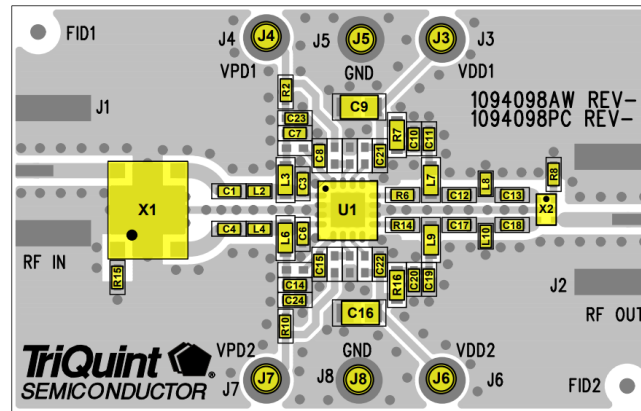 FID1
J4
J4
J5
J5
J3
J3
VPD1
GND
VDD1
J1
R2
C9
1094098AW REV-
1094098PC REV-
C23
C7
C8
C21
R7
C10
C11
X1
L3
C3
U1
L7
L8
R8
C1
L2
R6
C12
C13
X2
C4
L4
L6
C6
R14
C17
C18
L9
L10
RF IN
R15
C15
C22
C14
C24
R16
C20
C19
J2
R10
C16
RF OUT
TriQuint
SEMICONDUCTOR
VPD2
GND
VDD2
J7
J7
J8
J8
J6
J6
FID2